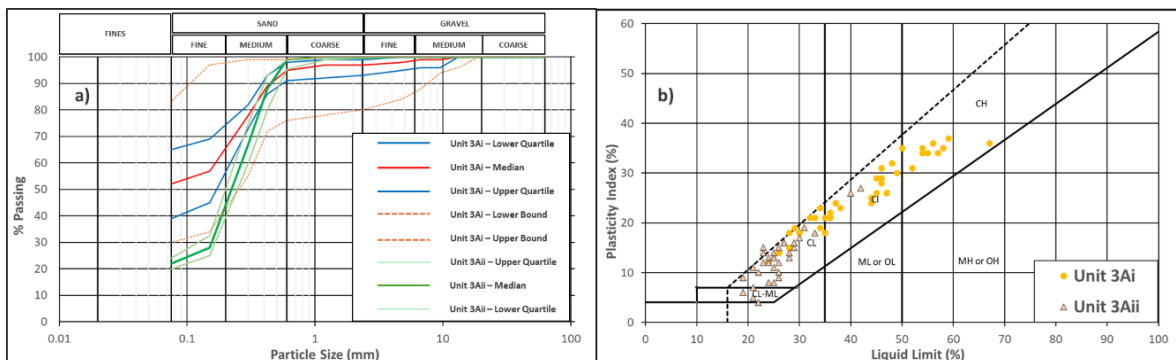 SAND GRAVEL
FINES
FINE MEDIUM COARSE FINE MEDIUM COARSE
100
90
80
70
60
50
40
30
20
10
0
% Passing
a)
Unit 3Ai – Lower Quartile
Unit 3Ai – Median
Unit 3Ai – Upper Quartile
Unit 3Ai – Lower Bound
Unit 3Ai – Upper Bound
Unit 3Aii – Upper Quartile
Unit 3Aii – Median
Unit 3Aii – Lower Quartile
0.01 0.1 1 10 100
Particle Size (mm)
60
50
40
30
20
10
0
Plasticity Index (%)
b)
CH
CI
CL
ML or OL
MH or OH
CL-ML
Unit 3Ai
Unit 3Aii
0 10 20 30 40 50 60 70 80 90 100
Liquid Limit (%)